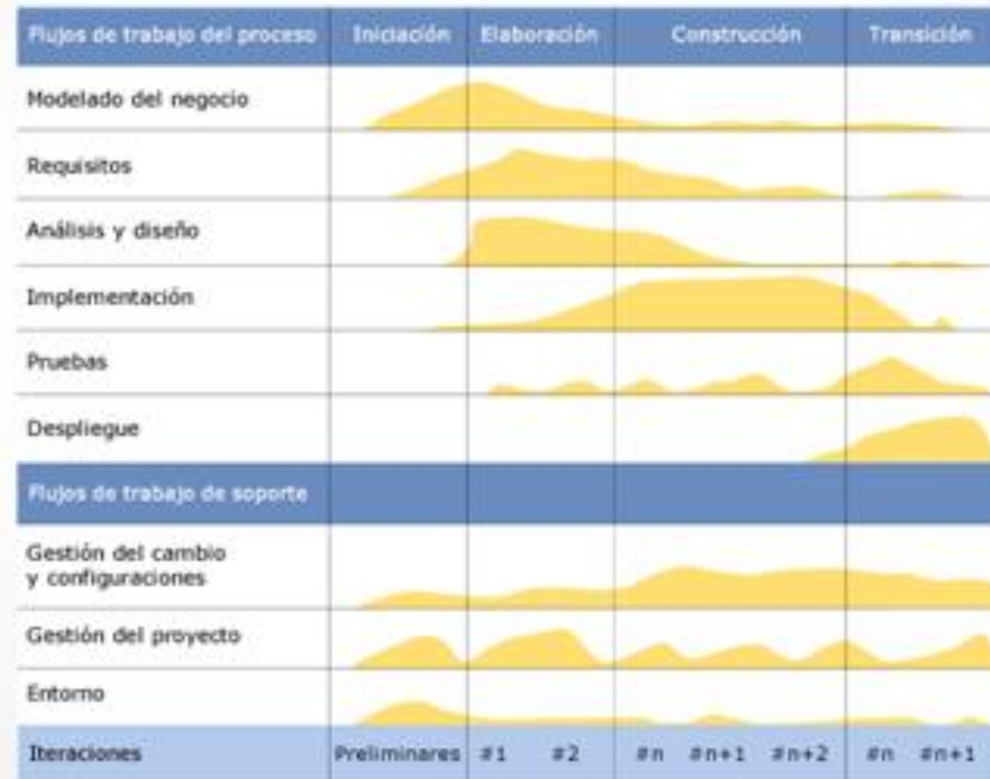 Flujos de trabajo del proceso Iniciación Elaboración Construcción Transición
Modelado del negocio
Requisitos
Análisis y diseño
Implementación
Pruebas
Despliegue
Flujos de trabajo de soporte
Gestión del cambio
y configuraciones
Gestión del proyecto
Entorno
Iteraciones Preliminares #1 #2 #n #n+1 #n+2 #n #n+1